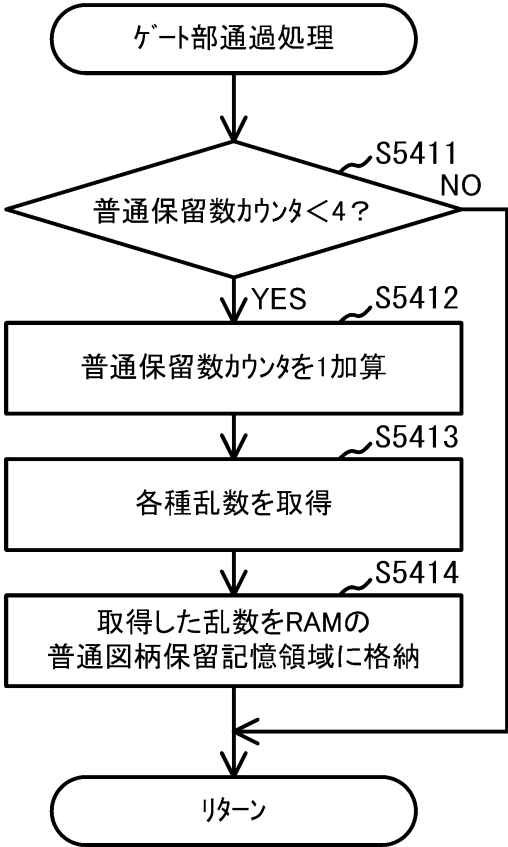 ｹﾞｰﾄ部通過処理
S5411
普通保留数ｶｳﾝﾀ＜4？
NO
YES
S5412
普通保留数ｶｳﾝﾀを1加算
S5413
各種乱数を取得
S5414
取得した乱数をRAMの
普通図柄保留記憶領域に格納
ﾘﾀｰﾝ